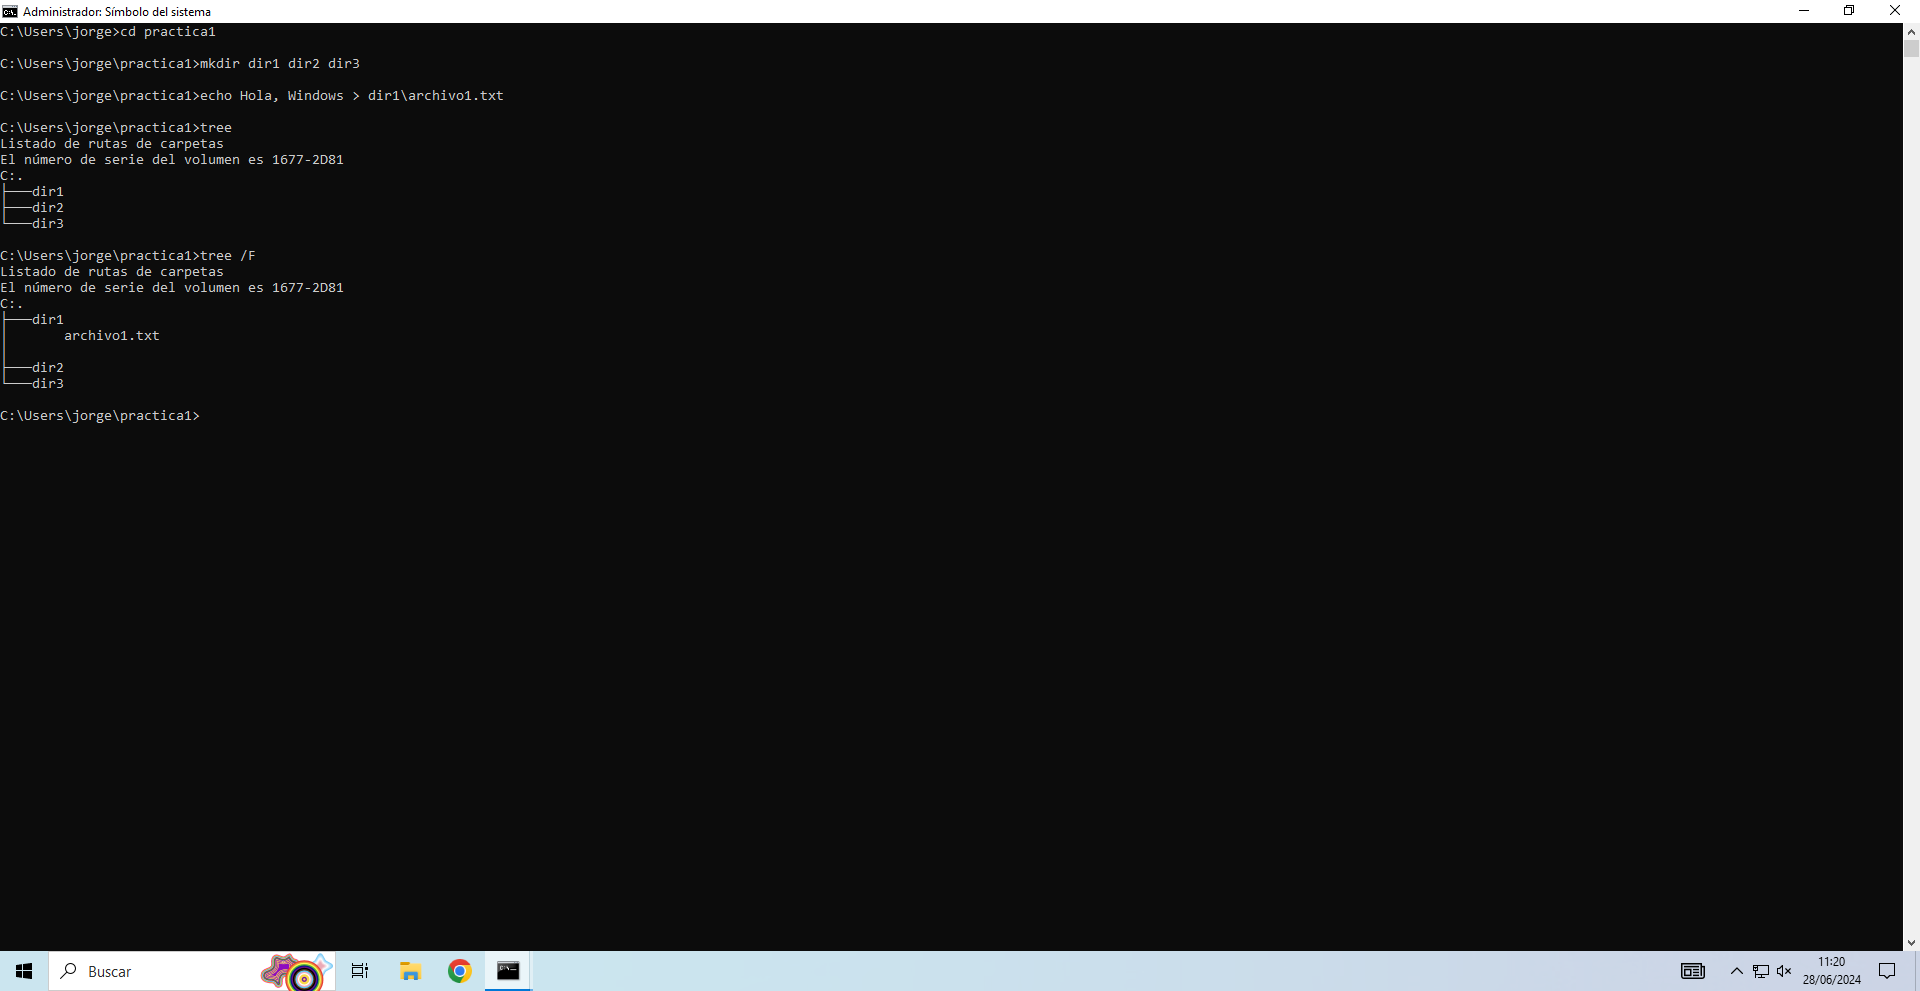 Administrador: Símbolo del sistema
C:\Users\jorge>cd practica1
C:\Users\jorge\practica1>mkdir dir1 dir2 dir3
C:\Users\jorge\practica1>echo Hola, Windows > dir1\archivo1.txt
C:\Users\jorge\practica1>tree
Listado de rutas de carpetas
El número de serie del volumen es 1677-2D81
C:.
├───dir1
├───dir2
└───dir3
C:\Users\jorge\practica1>tree /F
Listado de rutas de carpetas
El número de serie del volumen es 1677-2D81
C:.
├───dir1
│       archivo1.txt
│
├───dir2
└───dir3
C:\Users\jorge\practica1>
Buscar
11:20
28/06/2024